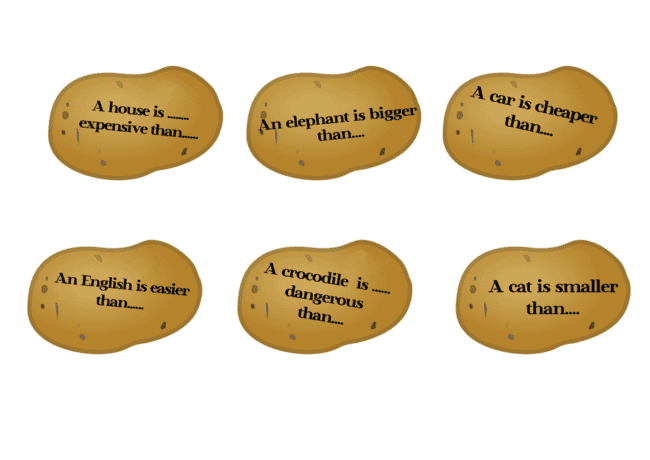 A house is ........
expensive than......
An elephant is bigger
than....
A car is cheaper
than....
An English is easier
than......
A crocodile is ......
dangerous
than....
A cat is smaller
than....